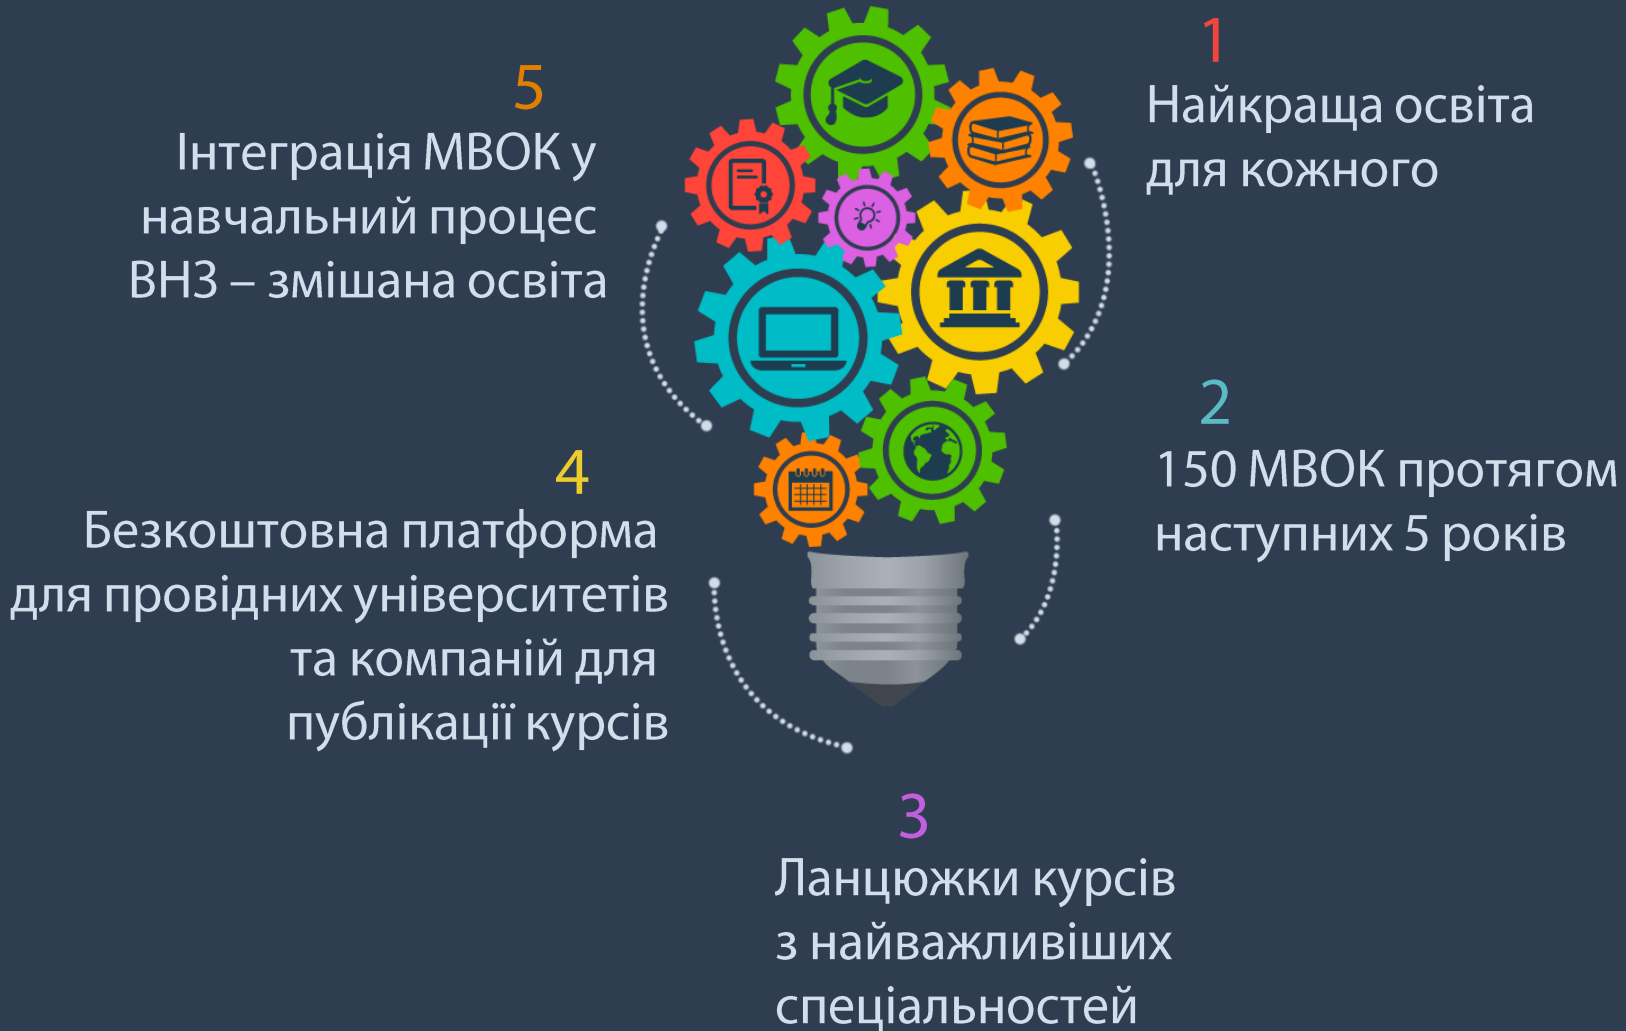 1
Найкраща освіта
для кожного
2
150 МВОК протягом
наступних 5 років
3
Ланцюжки курсів
з найважливіших
спеціальностей
4
Безкоштовна платформа
для провідних університетів
та компаній для
публікації курсів
5
Інтеграція МВОК у
навчальний процес
ВНЗ – змішана освіта